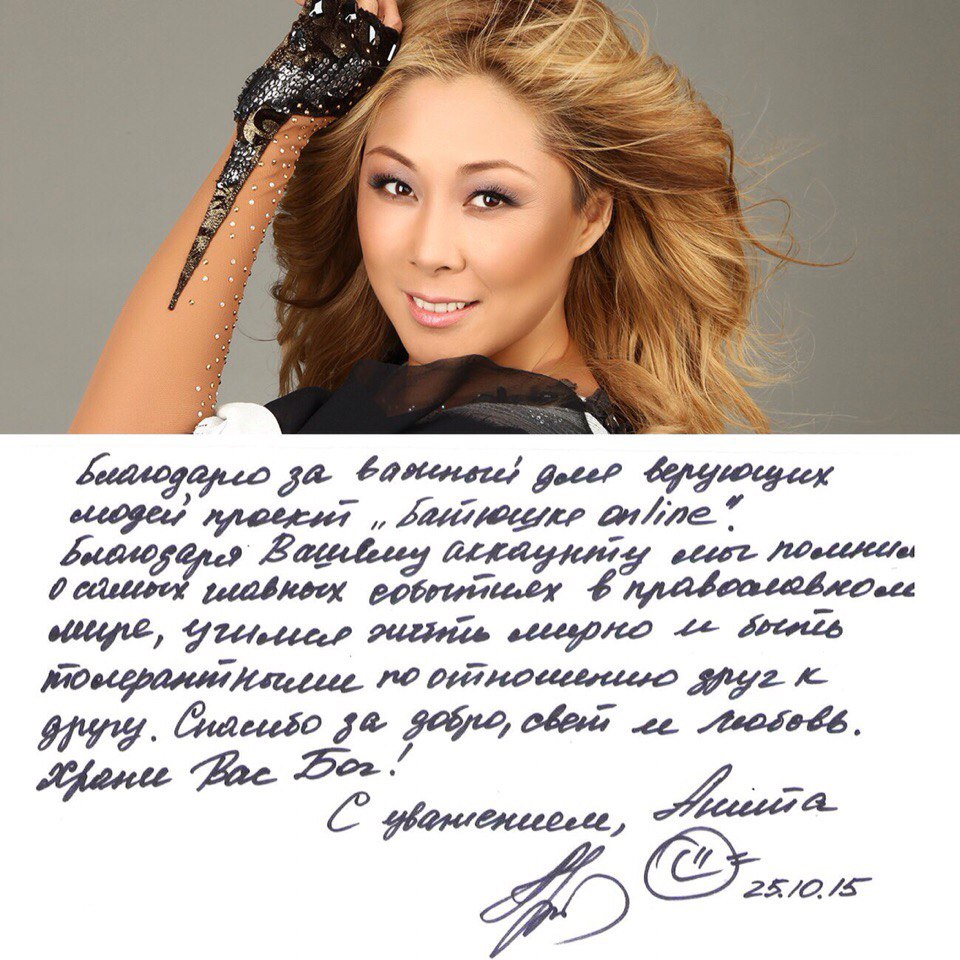 Благодарю за важный для верующих
людей проект „Батюшка online".
Благодаря Вашему аккаунту мы помним
о самых главных событиях в православном
мире, учимся жить мирно и быть
толерантными по отношению друг к
другу. Спасибо за добро, свет и любовь.
Храни Вас Бог!
С уважением, Анита
25.10.15